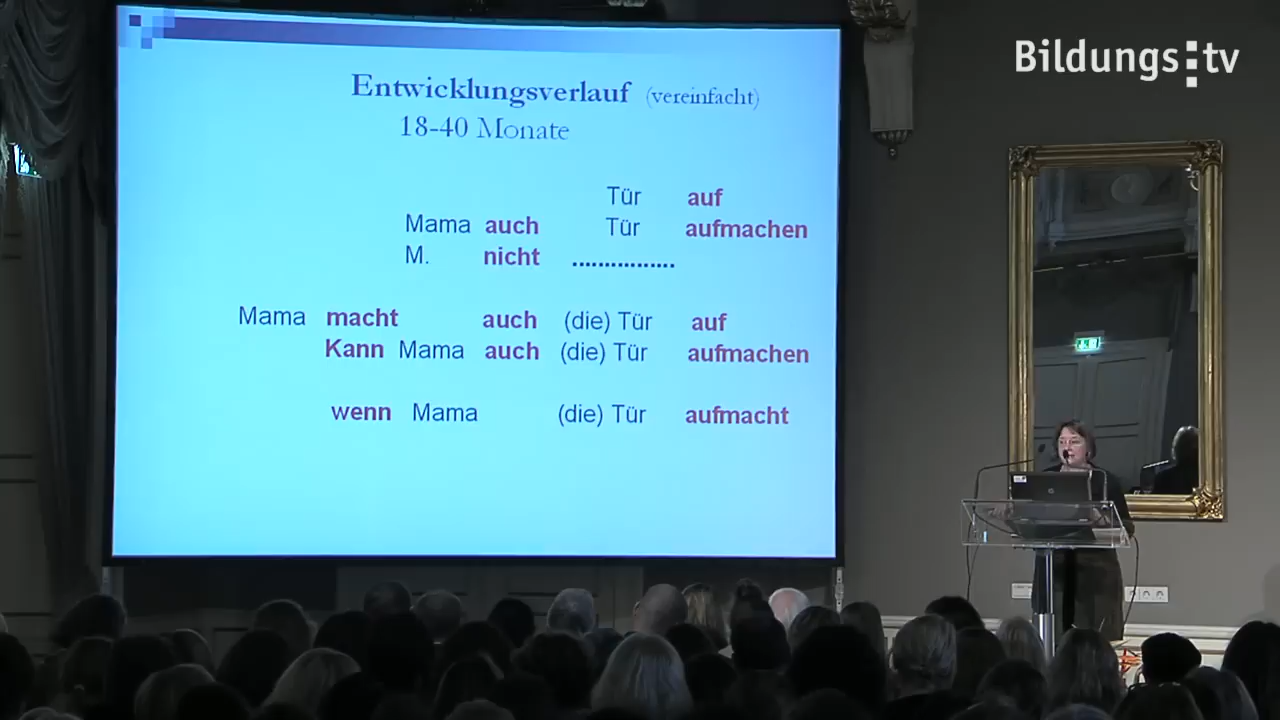 Bildungs:tv
Entwicklungsverlauf (vereinfacht)
18-40 Monate
Tür auf
Mama auch Tür aufmachen
M. nicht ................
Mama macht auch (die) Tür auf
Kann Mama auch (die) Tür aufmachen
wenn Mama (die) Tür aufmacht